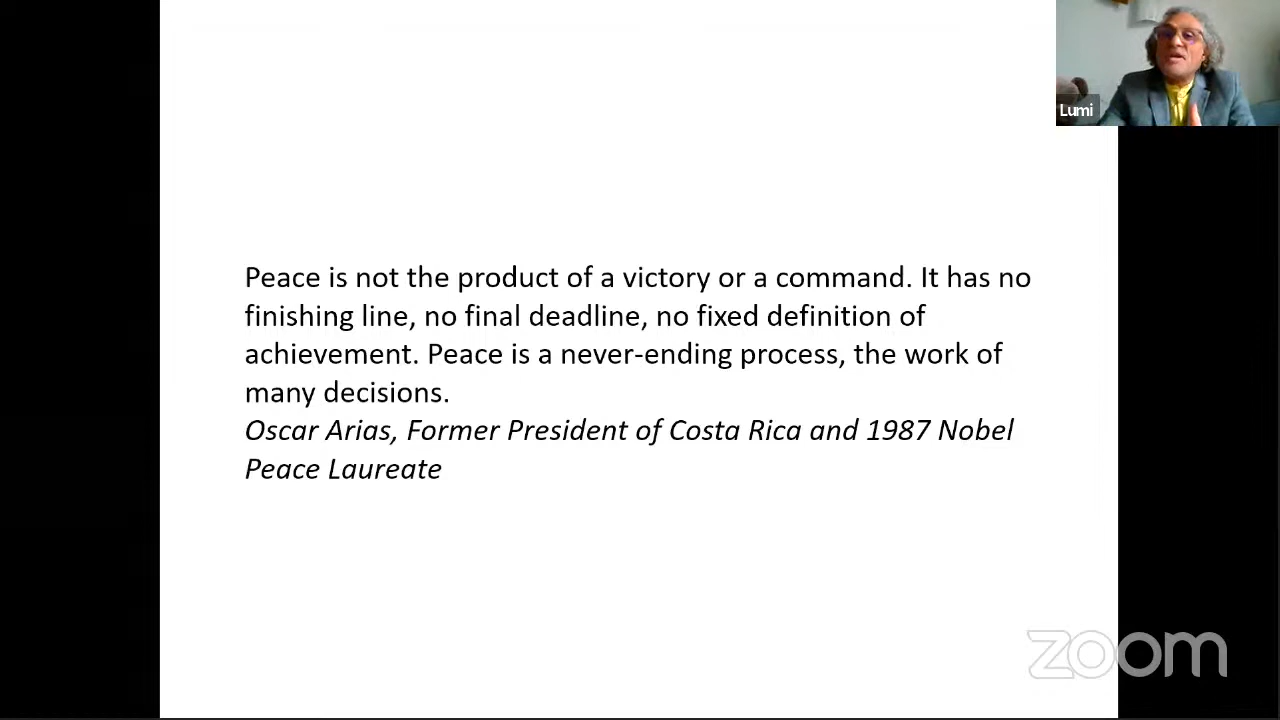 Lumi
Peace is not the product of a victory or a command. It has no
finishing line, no final deadline, no fixed definition of
achievement. Peace is a never-ending process, the work of
many decisions.
Oscar Arias, Former President of Costa Rica and 1987 Nobel
Peace Laureate
zoom